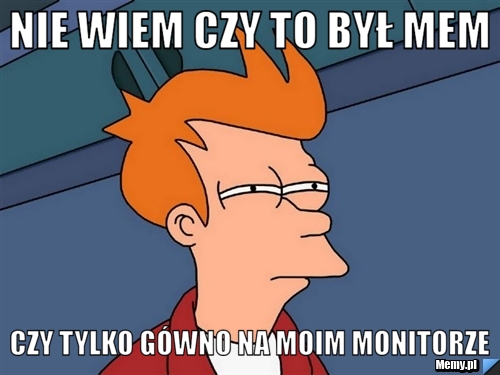 NIE WIEM CZY TO BYŁ MEM
CZY TYLKO GÓWNO NA MOIM MONITORZE
Memy.pl